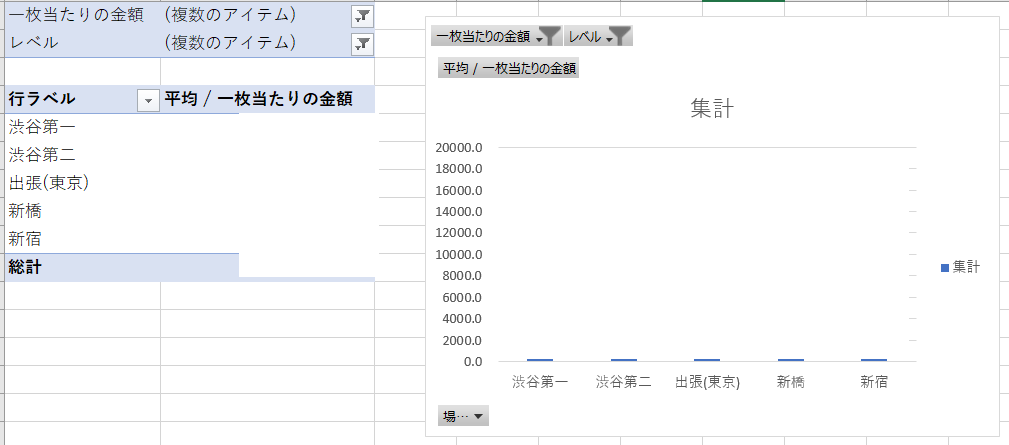 一枚当たりの金額 (複数のアイテム)
レベル (複数のアイテム)
行ラベル 平均 / 一枚当たりの金額
渋谷第一
渋谷第二
出張(東京)
新橋
新宿
総計
一枚当たりの金額 レベル
平均 / 一枚当たりの金額
集計
20000.0
18000.0
16000.0
14000.0
12000.0
10000.0
8000.0
6000.0
4000.0
2000.0
0.0
渋谷第一 渋谷第二 出張(東京) 新橋 新宿
集計
場…